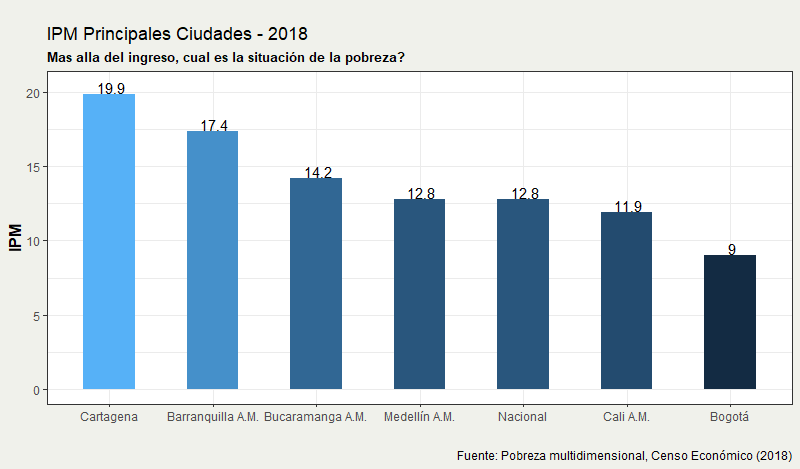 IPM Principales Ciudades - 2018
Mas alla del ingreso, cual es la situación de la pobreza?
IPM
20
15
10
5
0
19.9
17.4
14.2
12.8
12.8
11.9
9
Cartagena
Barranquilla A.M.
Bucaramanga A.M.
Medellín A.M.
Nacional
Cali A.M.
Bogotá
Fuente: Pobreza multidimensional, Censo Económico (2018)